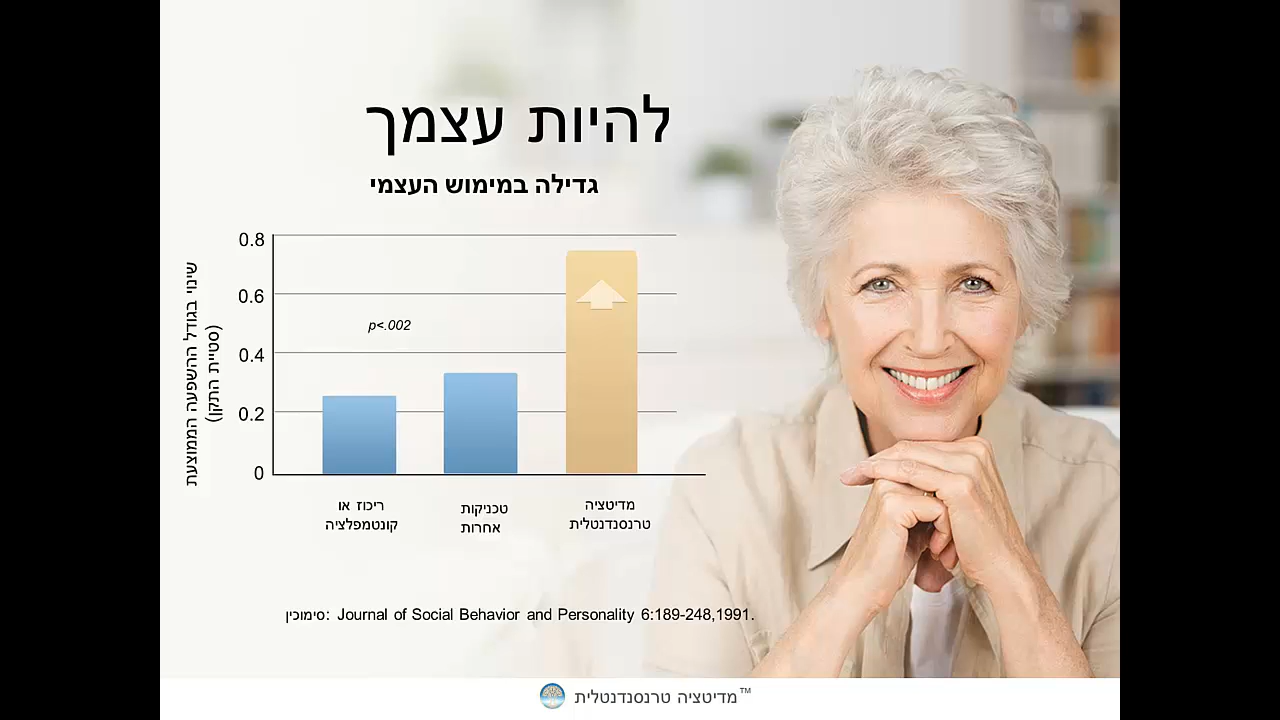 להיות עצמך
גדילה במימוש העצמי
שינוי בגודל ההשפעה הממוצעת
(סטיית התקן)
0.8
0.6
0.4
0.2
0
p<.002
מדיטציה
טרנסנדנטלית
טכניקות
אחרות
ריכוז או
קונטמפלציה
סימוכין: Journal of Social Behavior and Personality 6:189-248,1991.
מדיטציה טרנסנדנטלית™